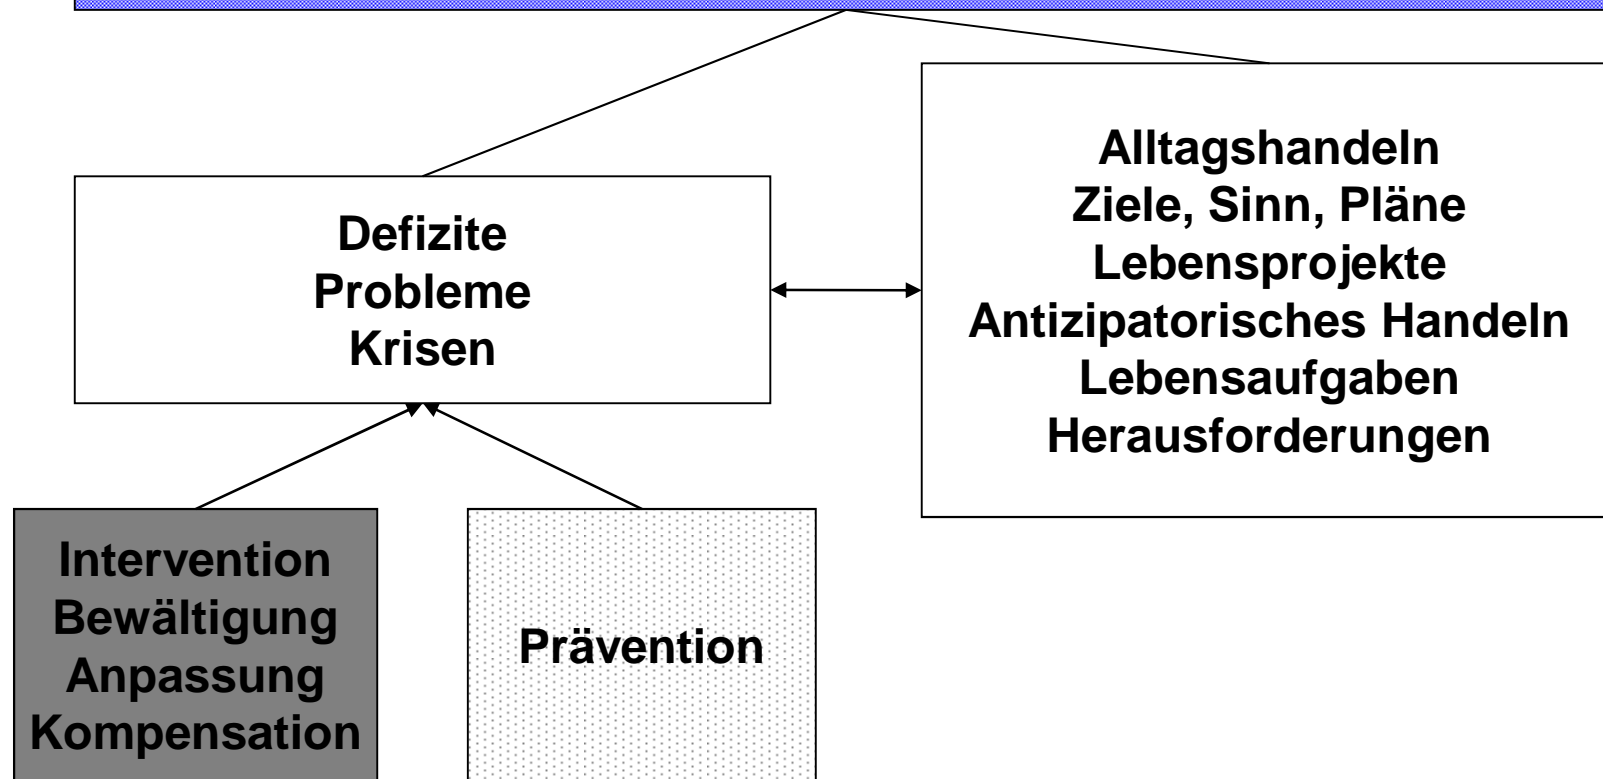 Defizite
Probleme
Krisen
Alltagshandeln
Ziele, Sinn, Pläne
Lebensprojekte
Antizipatorisches Handeln
Lebensaufgaben
Herausforderungen
Intervention
Bewältigung
Anpassung
Kompensation
Prävention